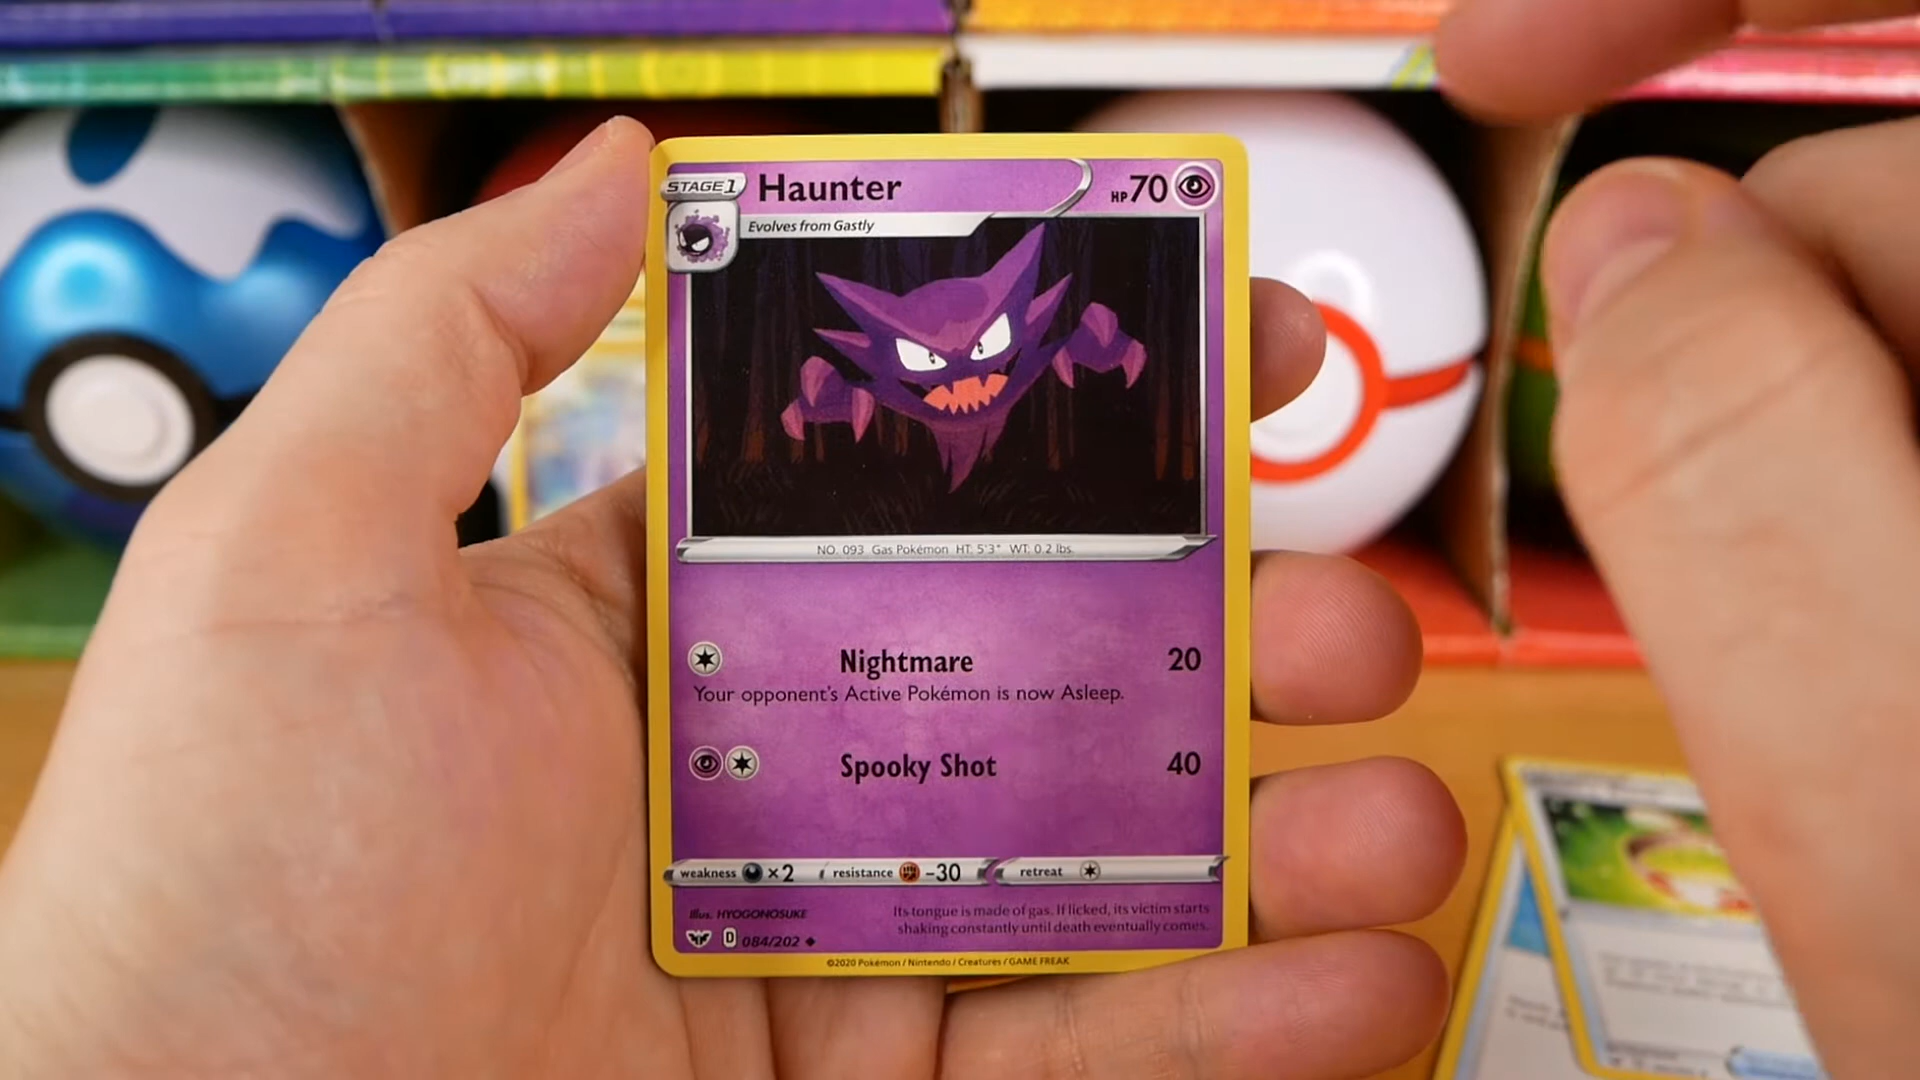 STAGE 1 Haunter HP 70
Evolves from Gastly
NO. 093 Gas Pokémon HT: 5'3" WT: 0.2 lbs.
Nightmare 20
Your opponent's Active Pokémon is now Asleep.
Spooky Shot 40
weakness ×2 resistance -30 retreat
Illus. HYOGONOSUKE
D 084/202
Its tongue is made of gas. If licked, its victim starts
shaking constantly until death eventually comes.
©2020 Pokémon / Nintendo / Creatures / GAME FREAK